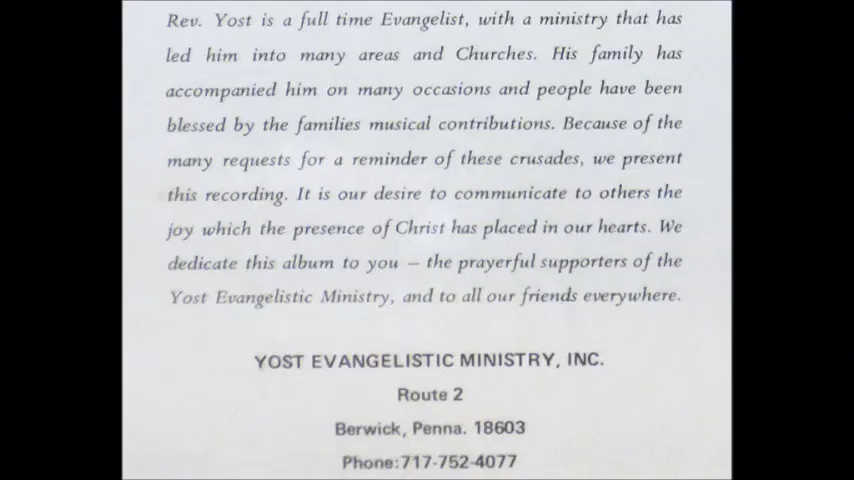 Rev. Yost is a full time Evangelist, with a ministry that has
led him into many areas and Churches. His family has
accompanied him on many occasions and people have been
blessed by the families musical contributions. Because of the
many requests for a reminder of these crusades, we present
this recording. It is our desire to communicate to others the
joy which the presence of Christ has placed in our hearts. We
dedicate this album to you – the prayerful supporters of the
Yost Evangelistic Ministry, and to all our friends everywhere.
YOST EVANGELISTIC MINISTRY, INC.
Route 2
Berwick, Penna. 18603
Phone:717-752-4077